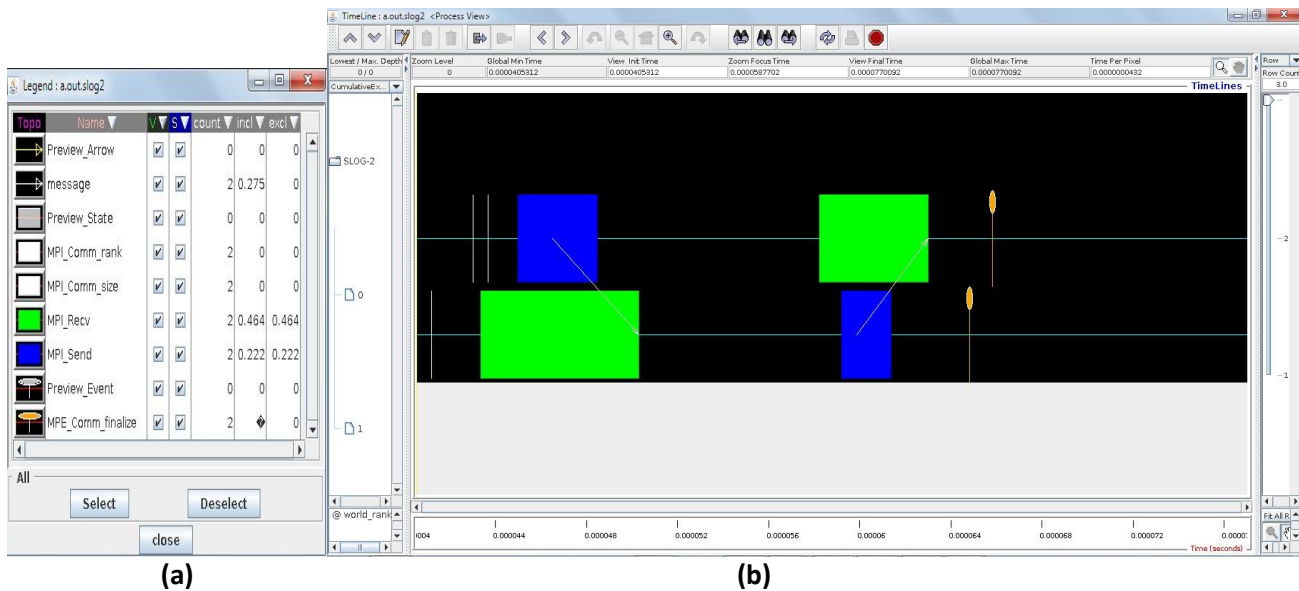 Legend : a.out.slog2
Topo Name V S count incl excl
Preview_Arrow 0 0 0
message 2 0.275 0
Preview_State 0 0 0
MPI_Comm_rank 2 0 0
MPI_Comm_size 2 0 0
MPI_Recv 2 0.464 0.464
MPI_Send 2 0.222 0.222
Preview_Event 0 0 0
MPE_Comm_finalize 2 � 0
All
Select Deselect
close
(a)
TimeLine : a.out.slog2 <Process View>
Lowest / Max. Depth Zoom Level Global Min Time View Init Time Zoom Focus Time View Final Time Global Max Time Time Per Pixel
0 / 0 0 0.0000405312 0.0000405312 0.0000587702 0.0000770092 0.0000770092 0.0000000432
Row
Row Count
3.0
CumulativeEx...
TimeLines
SLOG-2
0
1
2
1
@ world_rank
Fit All R
0.000044 0.000048 0.000052 0.000056 0.00006 0.000064 0.000068 0.000072
Time (seconds)
(b)